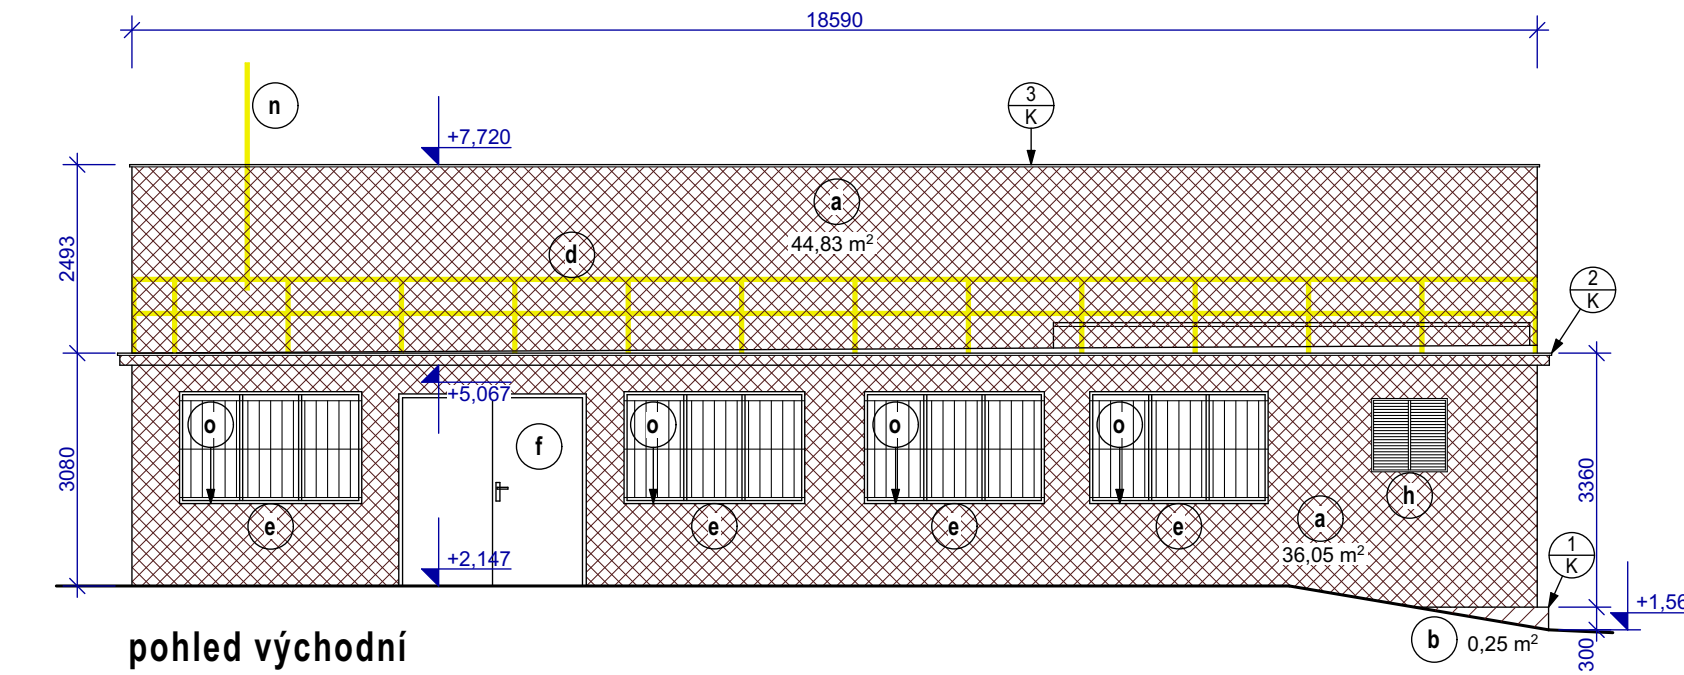 18590
n
3
K
+7,720
a
44,83 m²
2493
d
2
K
+5,067
o
o
o
o
f
3080
3360
h
e
e
e
e
a
36,05 m²
+2,147
1
K
+1,56
b
0,25 m²
300
pohled východní